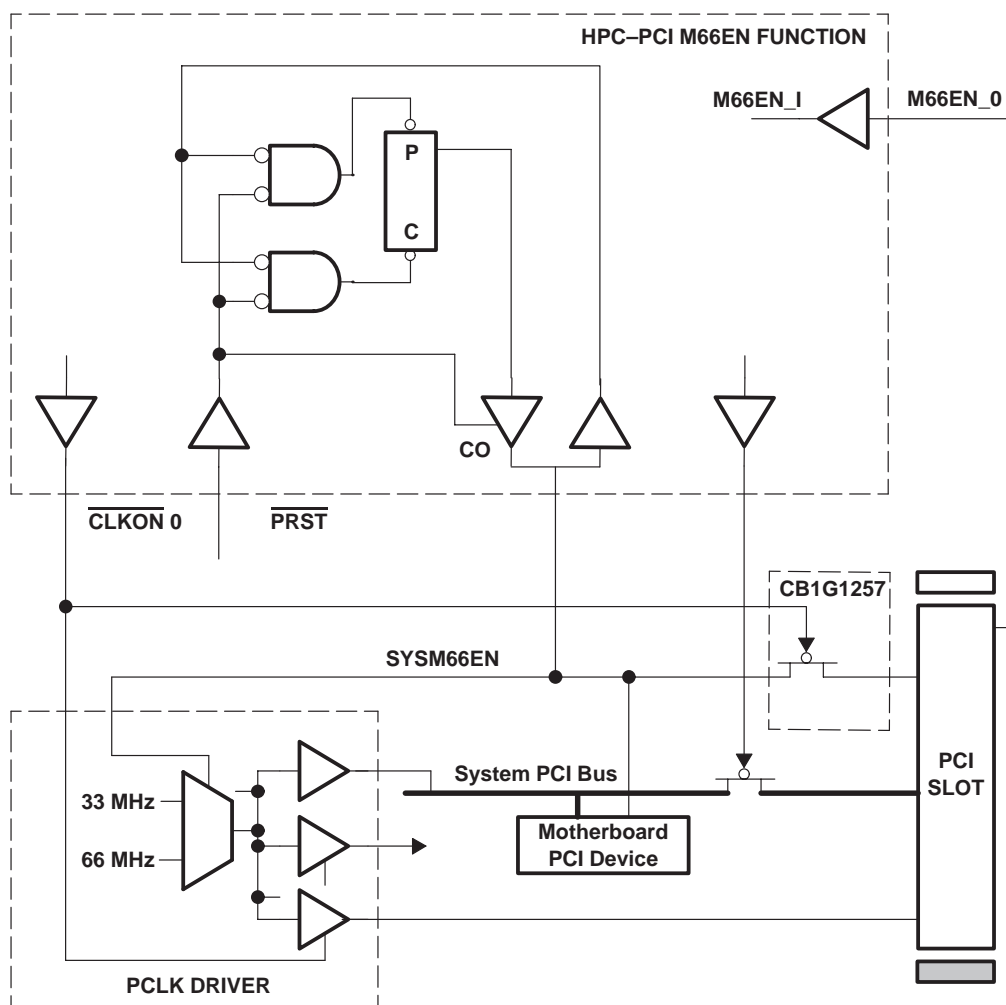 HPC–PCI M66EN FUNCTION
M66EN_I
M66EN_0
P
C
CO
CLKON 0
PRST
CB1G1257
SYSM66EN
System PCI Bus
PCI
SLOT
33 MHz
66 MHz
Motherboard
PCI Device
PCLK DRIVER